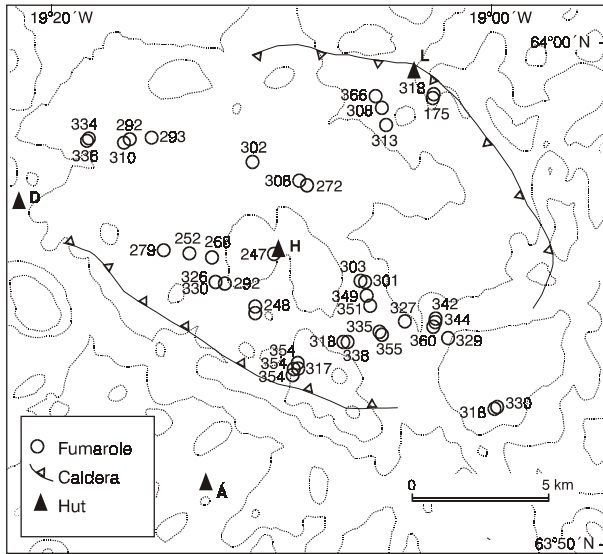 19°20´W 19°00´W
64°00´N
L
366 318
308 175
313
334 292 293
336 310
302
306 272
D
279 252 266 247 H
303 301
326 292
330
349
351
248
327 342
344
335
318 360 329
338 355
354
354 317
354
318 330
Fumarole
Caldera
Hut
Á
0 5 km
63°50´N